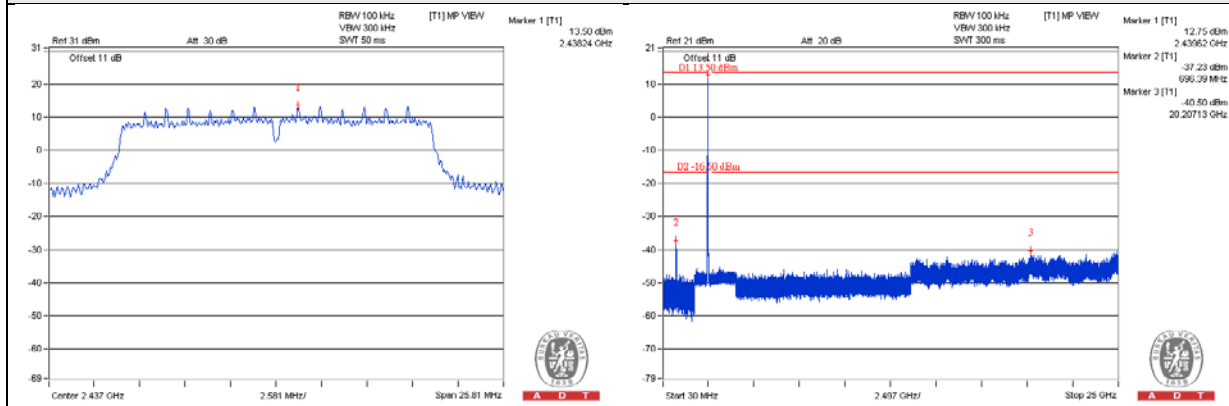 RBW 100 kHz
VBW 300 kHz
SWT 50 ms
[T1] MP VIEW
Marker 1 [T1]
13.50 dBm
2.43824 GHz
Ref 31 dBm
Att 30 dB
Offset 11 dB
31
20
10
0
-10
-20
-30
-40
-50
-60
-69
1
Center 2.437 GHz
2.581 MHz/
Span 25.81 MHz
BUREAU VERITAS
1828
A D T
RBW 100 kHz
VBW 300 kHz
SWT 300 ms
[T1] MP VIEW
Marker 1 [T1]
12.75 dBm
2.43962 GHz
Marker 2 [T1]
-37.23 dBm
696.39 MHz
Marker 3 [T1]
-40.50 dBm
20.20713 GHz
Ref 21 dBm
Att 20 dB
Offset 11 dB
D1 13.50 dBm
D2 -16.50 dBm
21
10
0
-10
-20
-30
-40
-50
-60
-70
-79
2
3
Start 30 MHz
2.497 GHz/
Stop 25 GHz
BUREAU VERITAS
1828
A D T